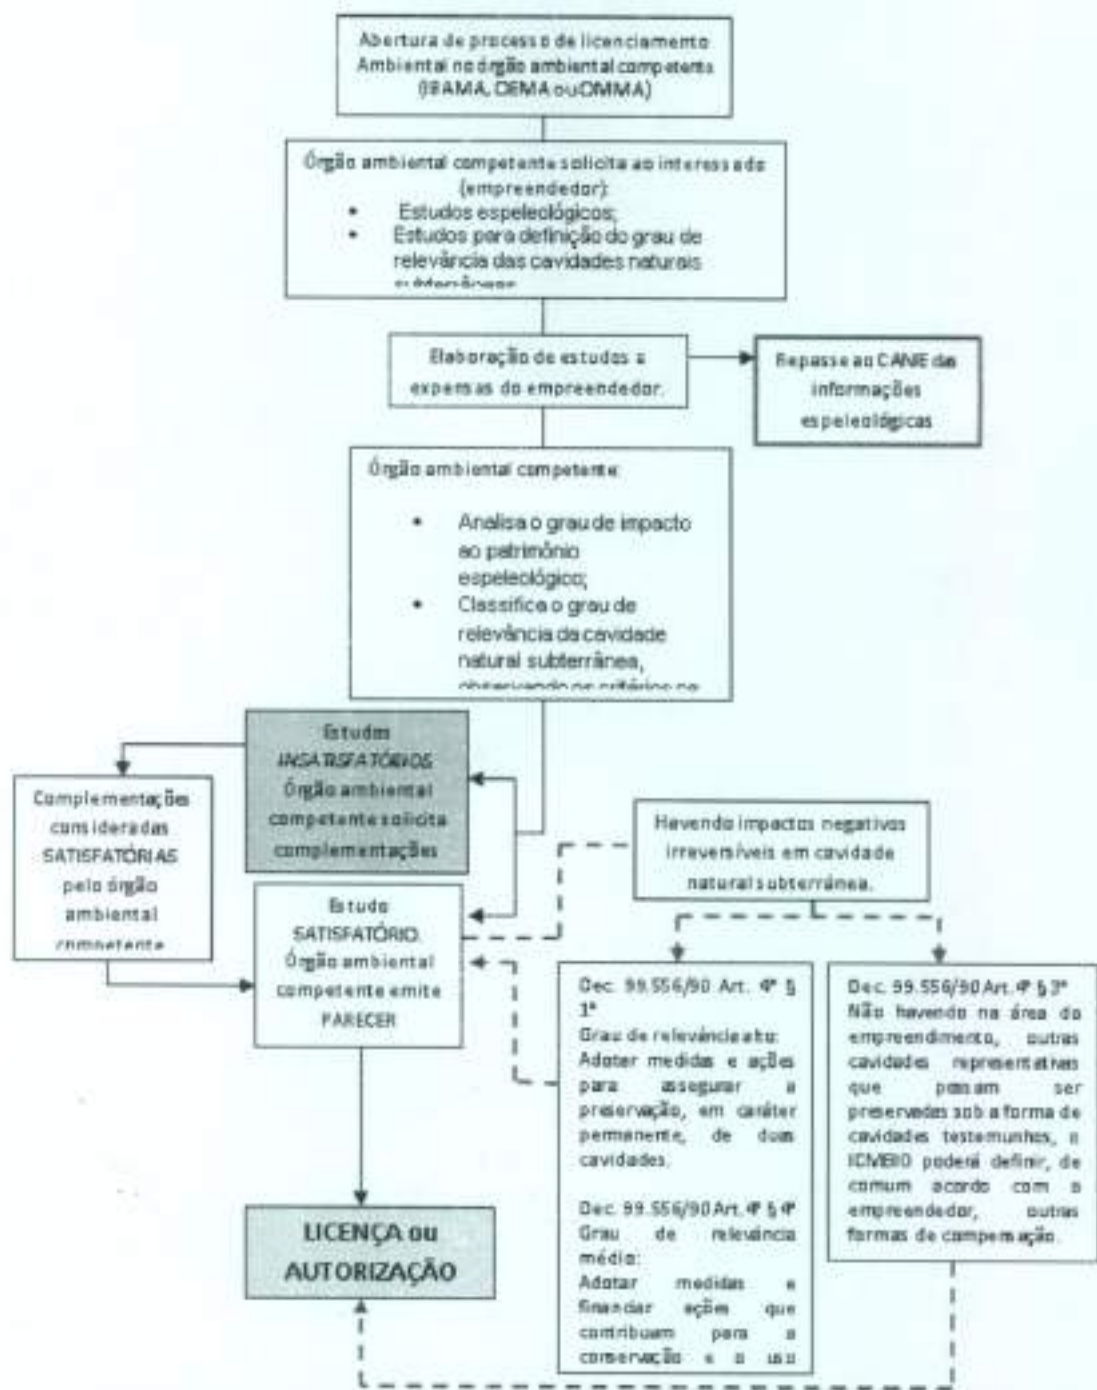 Abertura de processo de licenciamento
Ambiental no órgão ambiental competente
(IBAMA, OEMA ou OMMA)
Órgão ambiental competente solicita ao interessado
(empreendedor):
• Estudos espeleológicos;
• Estudos para definição do grau de
relevância das cavidades naturais
subterrâneas
Elaboração de estudos a
expensas do empreendedor.
Repasse ao CANIE das
informações
espeleológicas
Órgão ambiental competente:
• Analisa o grau de impacto
ao patrimônio
espeleológico;
• Classifica o grau de
relevância da cavidade
natural subterrânea,
observando os critérios na
Estudos
INSATISFATÓRIOS
Órgão ambiental
competente solicita
complementações
Complementações
consideradas
SATISFATÓRIAS
pelo órgão
ambiental
competente
Havendo impactos negativos
irreversíveis em cavidade
natural subterrânea.
Estudo
SATISFATÓRIO.
Órgão ambiental
competente emite
PARECER
Dec. 99.556/90 Art. 4º §
1º
Grau de relevância alto:
Adotar medidas e ações
para assegurar a
preservação, em caráter
permanente, de duas
cavidades.
Dec. 99.556/90 Art. 4º § 4º
Grau de relevância
médio:
Adotar medidas e
financiar ações que
contribuam para a
conservação e o uso
Dec. 99.556/90 Art. 4º § 3º
Não havendo na área do
empreendimento, outras
cavidades representativas
que possam ser
preservadas sob a forma de
cavidades testemunhos, o
ICMBIO poderá definir, de
comum acordo com o
empreendedor, outras
formas de compensação.
LICENÇA ou
AUTORIZAÇÃO